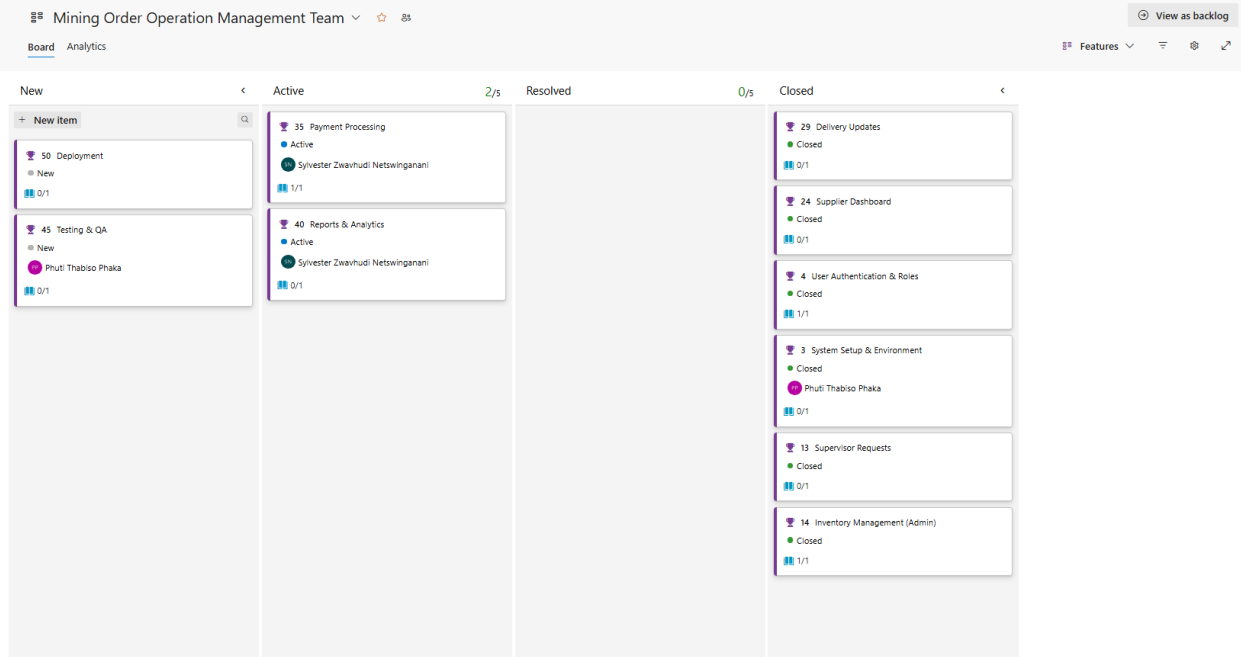 Mining Order Operation Management Team
View as backlog
Board Analytics
Features
New
+ New item
50 Deployment
New
0/1
45 Testing & QA
New
PP Phuti Thabiso Phaka
0/1
Active 2/5
35 Payment Processing
Active
SN Sylvester Zwavhudi Netswinganani
1/1
40 Reports & Analytics
Active
SN Sylvester Zwavhudi Netswinganani
0/1
Resolved 0/5
Closed
29 Delivery Updates
Closed
0/1
24 Supplier Dashboard
Closed
0/1
4 User Authentication & Roles
Closed
1/1
3 System Setup & Environment
Closed
PP Phuti Thabiso Phaka
0/1
13 Supervisor Requests
Closed
0/1
14 Inventory Management (Admin)
Closed
1/1